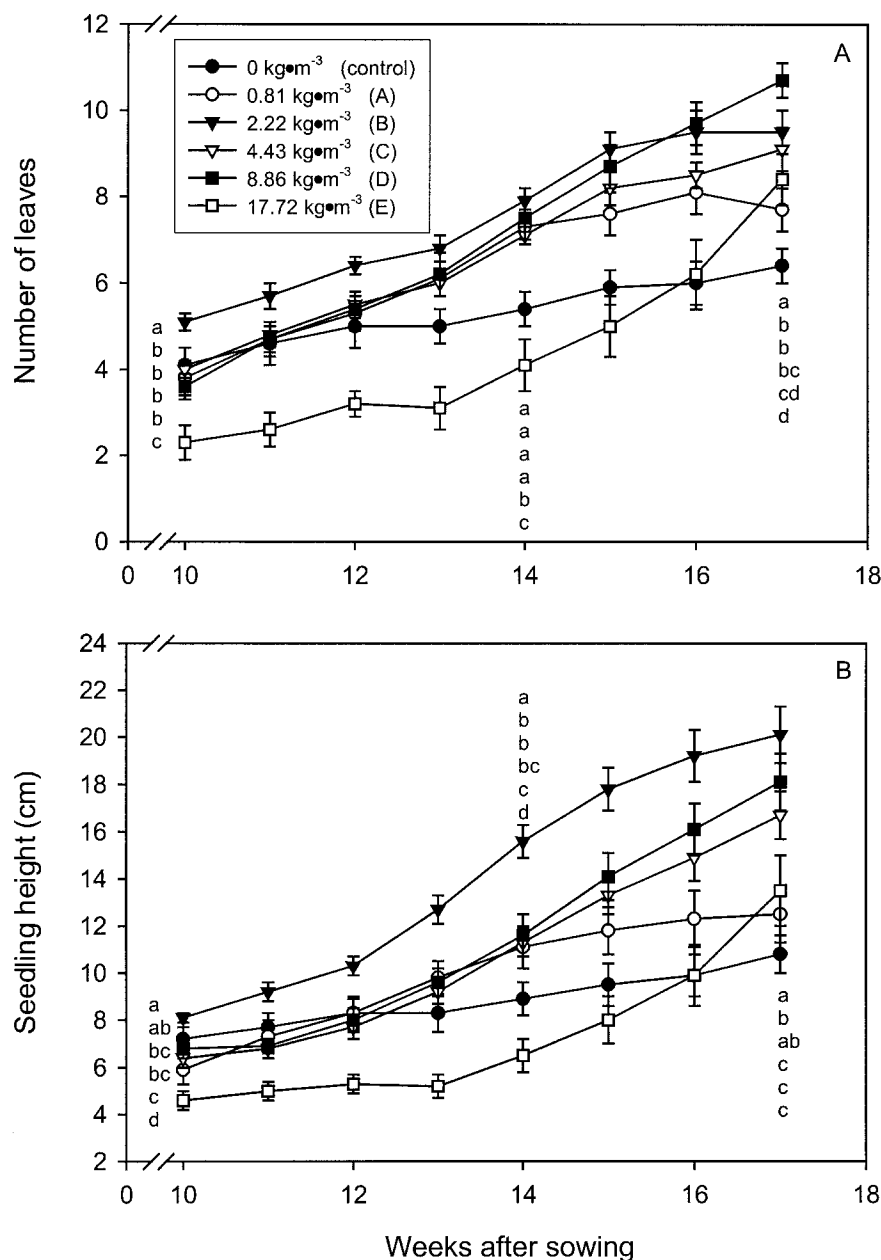 12
10
8
6
4
2
0
Number of leaves
A
0 kg•m-3 (control)
0.81 kg•m-3 (A)
2.22 kg•m-3 (B)
4.43 kg•m-3 (C)
8.86 kg•m-3 (D)
17.72 kg•m-3 (E)
a
b
b
b
b
c
a
a
a
a
b
c
a
b
b
bc
cd
d
0 10 12 14 16 18
24
22
20
18
16
14
12
10
8
6
4
2
Seedling height (cm)
B
a
ab
bc
bc
c
d
a
b
b
bc
c
d
a
b
ab
c
c
c
0 10 12 14 16 18
Weeks after sowing